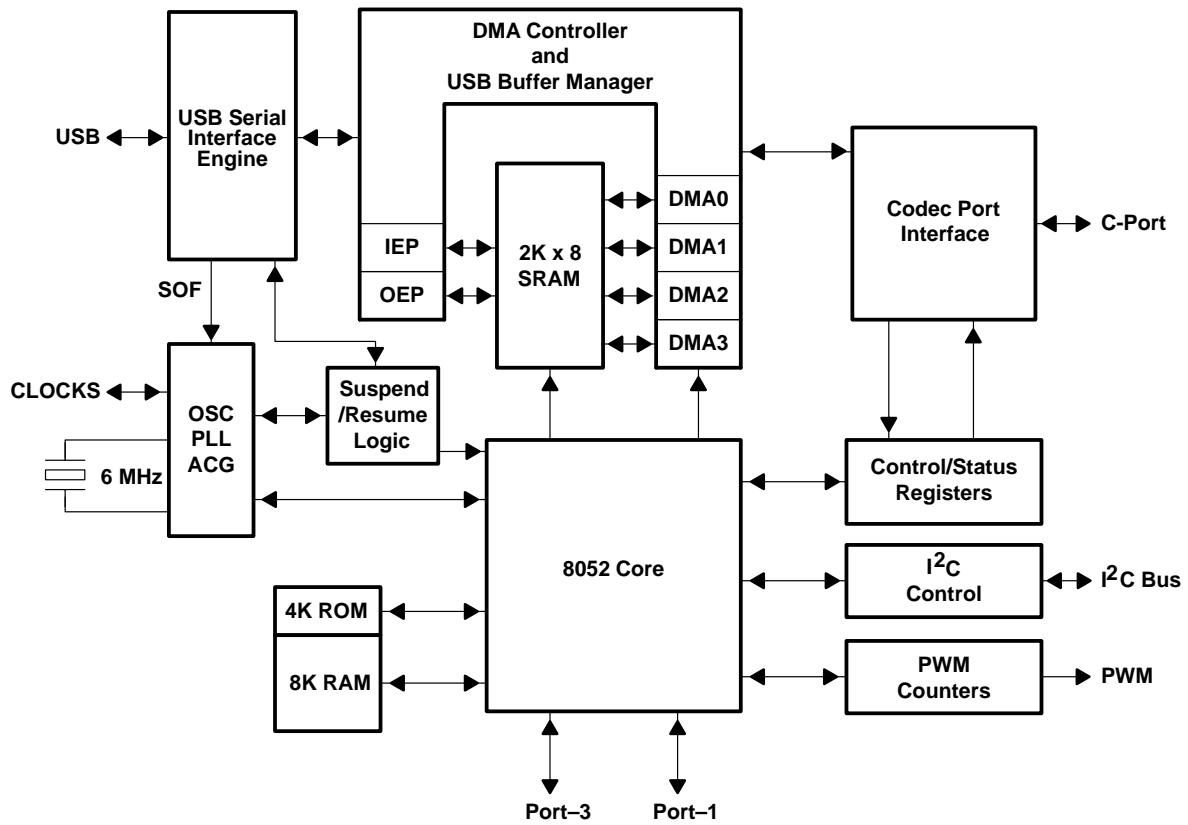 DMA Controller
and
USB Buffer Manager
USB Serial
Interface
Engine
USB
DMA0
DMA1
DMA2
DMA3
IEP
OEP
2K x 8
SRAM
Codec Port
Interface
C-Port
SOF
CLOCKS
OSC
PLL
ACG
6 MHz
Suspend
/Resume
Logic
Control/Status
Registers
8052 Core
I²C
Control
I²C Bus
4K ROM
8K RAM
PWM
Counters
PWM
Port–3
Port–1